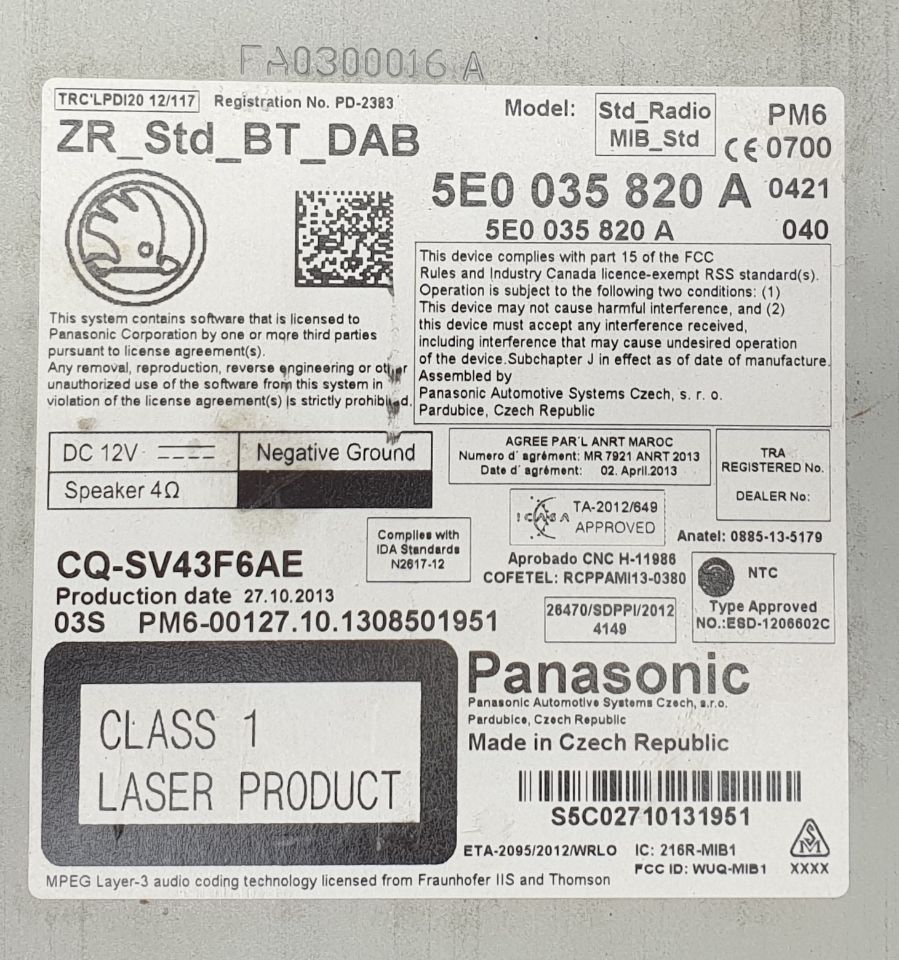 FA0300016 A
TRC'LPDI20 12/117
Registration No. PD-2383
ZR_Std_BT_DAB
Model:
Std_Radio
MIB_Std
PM6
CE 0700
5E0 035 820 A
0421
5E0 035 820 A
040
This system contains software that is licensed to
Panasonic Corporation by one or more third parties
pursuant to license agreement(s).
Any removal, reproduction, reverse engineering or other
unauthorized use of the software from this system in
violation of the license agreement(s) is strictly prohibited.
This device complies with part 15 of the FCC
Rules and Industry Canada licence-exempt RSS standard(s).
Operation is subject to the following two conditions: (1)
This device may not cause harmful interference, and (2)
this device must accept any interference received,
including interference that may cause undesired operation
of the device.Subchapter J in effect as of date of manufacture.
Assembled by
Panasonic Automotive Systems Czech, s. r. o.
Pardubice, Czech Republic
DC 12V
Negative Ground
Speaker 4Ω
AGREE PAR'L ANRT MAROC
Numero d' agrément: MR 7921 ANRT 2013
Date d' agrément: 02. April.2013
TRA
REGISTERED No.
DEALER No:
ICASA
TA-2012/649
APPROVED
Anatel: 0885-13-5179
Complies with
IDA Standards
N2617-12
Aprobado CNC H-11986
COFETEL: RCPPAMI13-0380
NTC
Type Approved
NO.:ESD-1206602C
26470/SDPPI/2012
4149
CQ-SV43F6AE
Production date 27.10.2013
03S PM6-00127.10.1308501951
CLASS 1
LASER PRODUCT
Panasonic
Panasonic Automotive Systems Czech, s.r.o.
Pardubice, Czech Republic
Made in Czech Republic
S5C02710131951
ETA-2095/2012/WRLO
IC: 216R-MIB1
FCC ID: WUQ-MIB1
XXXX
MPEG Layer-3 audio coding technology licensed from Fraunhofer IIS and Thomson